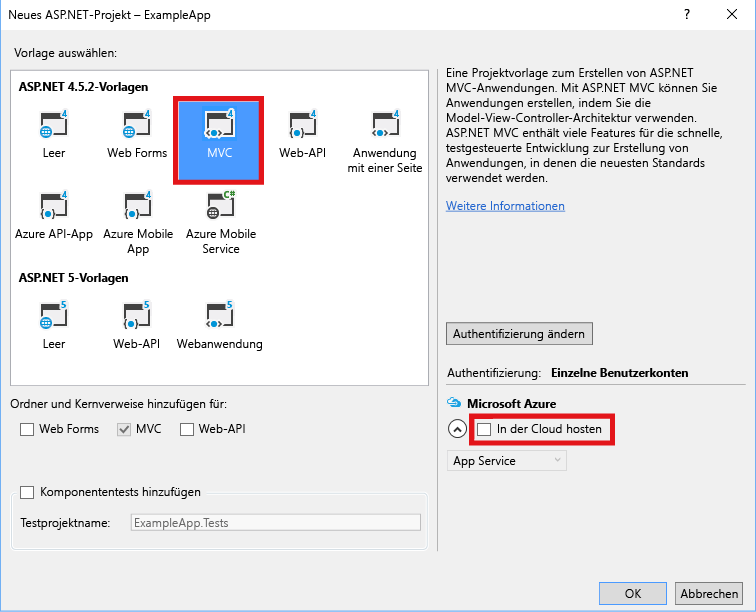 Neues ASP.NET-Projekt – ExampleApp
?
Vorlage auswählen:
ASP.NET 4.5.2-Vorlagen
4
4
4
4
4
Leer
Web Forms
MVC
Web-API
Anwendung
mit einer Seite
4
4
C#
Azure API-App
Azure Mobile
App
Azure Mobile
Service
ASP.NET 5-Vorlagen
5
5
5
Leer
Web-API
Webanwendung
Eine Projektvorlage zum Erstellen von ASP.NET
MVC-Anwendungen. Mit ASP.NET MVC können Sie
Anwendungen erstellen, indem Sie die
Model-View-Controller-Architektur verwenden.
ASP.NET MVC enthält viele Features für die schnelle,
testgesteuerte Entwicklung zur Erstellung von
Anwendungen, in denen die neuesten Standards
verwendet werden.
Weitere Informationen
Authentifizierung ändern
Authentifizierung: Einzelne Benutzerkonten
Microsoft Azure
In der Cloud hosten
App Service
Ordner und Kernverweise hinzufügen für:
Web Forms
MVC
Web-API
Komponententests hinzufügen
Testprojektname:
ExampleApp.Tests
OK
Abbrechen